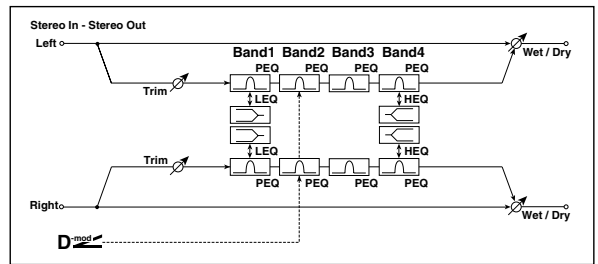 Stereo In - Stereo Out
Left
Band1 Band2 Band3 Band4
Wet / Dry
PEQ PEQ PEQ PEQ
Trim
LEQ HEQ
LEQ HEQ
Trim
PEQ PEQ PEQ PEQ
Right
Wet / Dry
D-mod